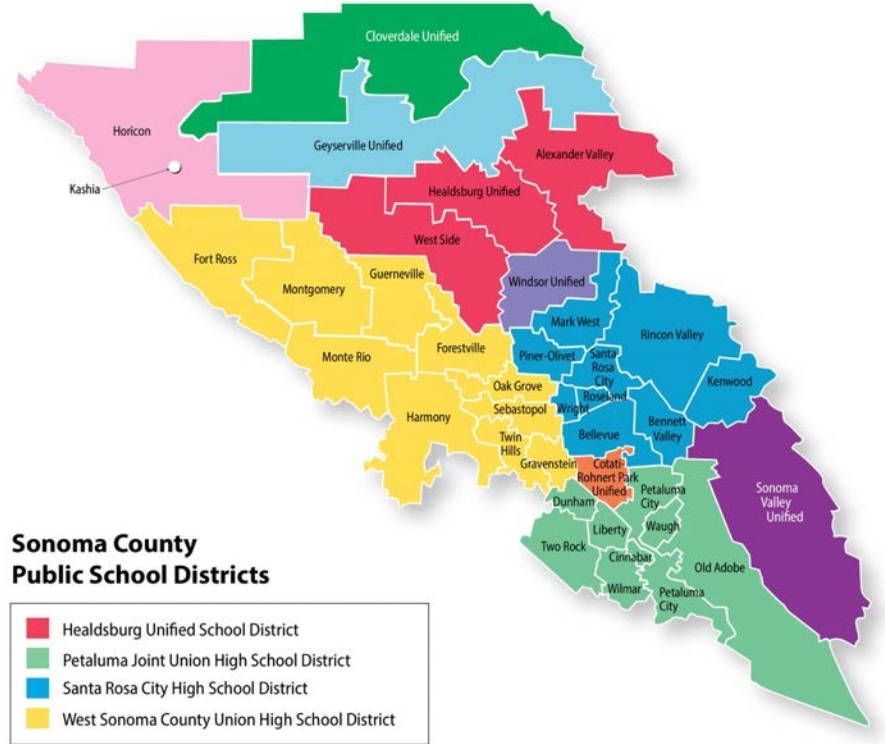 Cloverdale Unified
Horicon
Geyserville Unified
Alexander Valley
Kashia
Healdsburg Unified
West Side
Fort Ross
Guerneville
Windsor Unified
Montgomery
Mark West
Rincon Valley
Monte Rio
Forestville
Piner-Olivet
Santa
Rosa
City
Kenwood
Oak Grove
Roseland
Harmony
Sebastopol
Wright
Bennett
Valley
Twin
Hills
Bellevue
Gravenstein
Cotati-
Rohnert Park
Unified
Petaluma
City
Sonoma
Valley
Unified
Dunham
Liberty
Waugh
Two Rock
Cinnabar
Old Adobe
Wilmar
Petaluma
City
Sonoma County
Public School Districts
Healdsburg Unified School District
Petaluma Joint Union High School District
Santa Rosa City High School District
West Sonoma County Union High School District